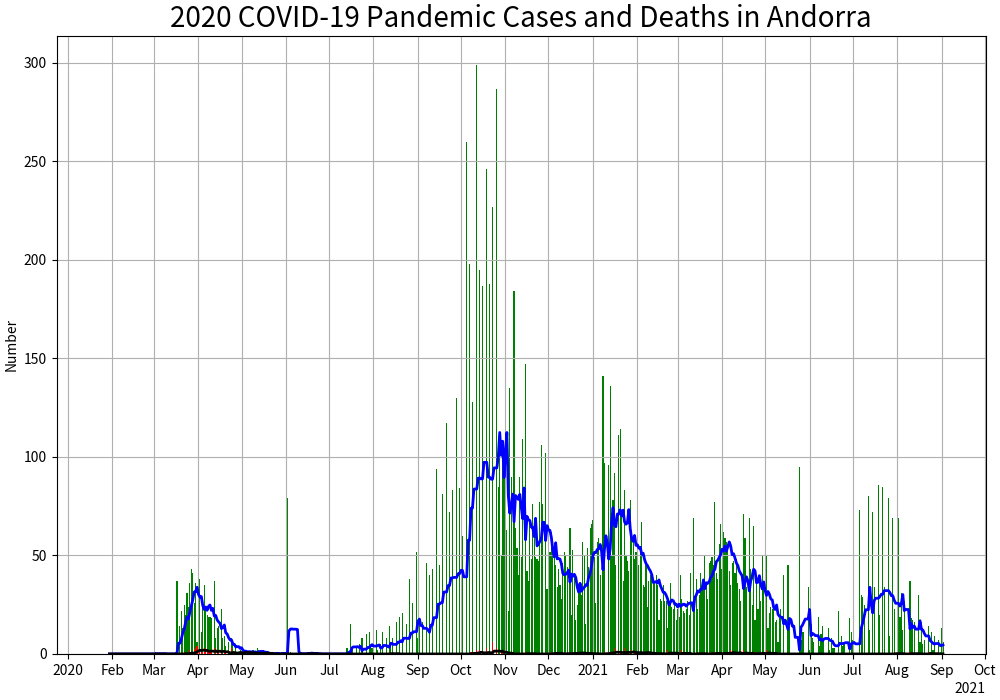 2020 COVID-19 Pandemic Cases and Deaths in Andorra
300
250
200
150
100
50
0
Number
2020 Feb Mar Apr May Jun Jul Aug Sep Oct Nov Dec 2021 Feb Mar Apr May Jun Jul Aug Sep Oct
2021